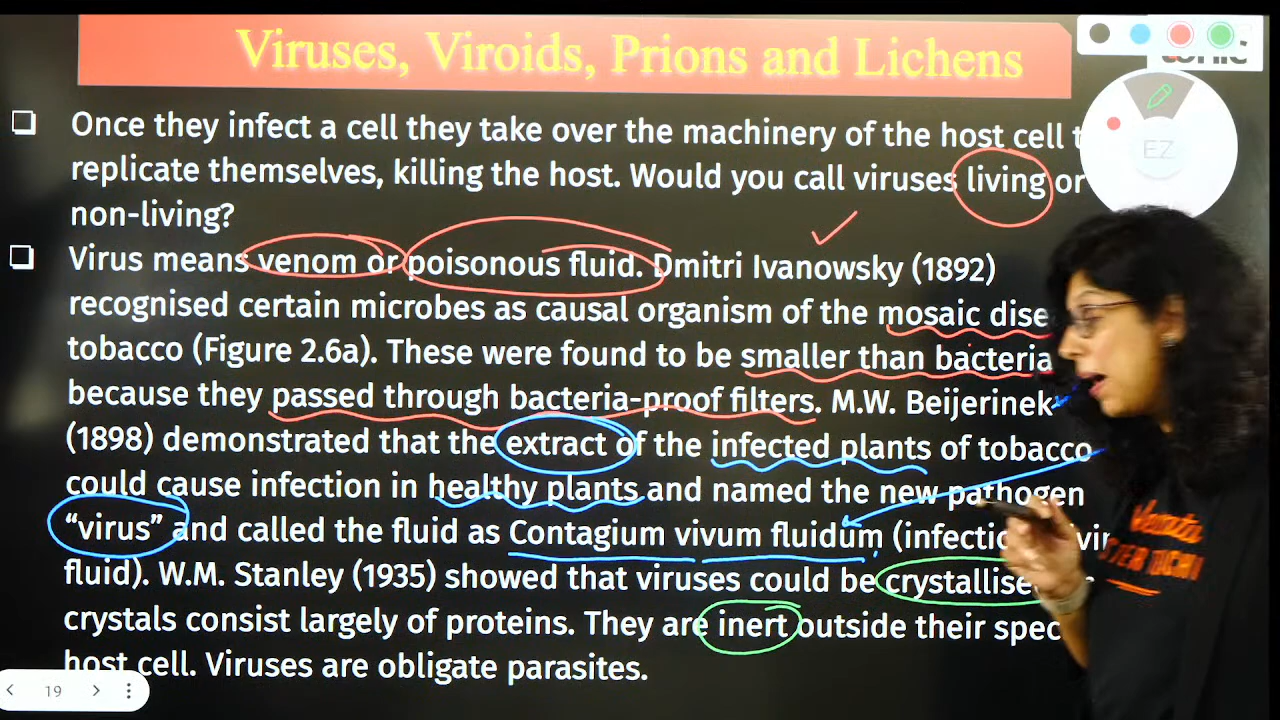 Viruses, Viroids, Prions and Lichens
Once they infect a cell they take over the machinery of the host cell
replicate themselves, killing the host. Would you call viruses living or
EZ
non-living?
Virus means venom or poisonous fluid. Dmitri Ivanowsky (1892)
recognised certain microbes as causal organism of the mosaic
tobacco (Figure 2.6a). These were found to be smaller than bacteria
because they passed through bacteria-proof filters. M.W. Beijerinek
(1898) demonstrated that the extract of the infected plants of tobacco
could cause infection in healthy plants and named the new pathogen
“virus” and called the fluid as Contagium vivum fluidum
fluid). W.M. Stanley (1935) showed that viruses could be
crystals consist largely of proteins. They are inert outside their
host cell. Viruses are obligate parasites.
19